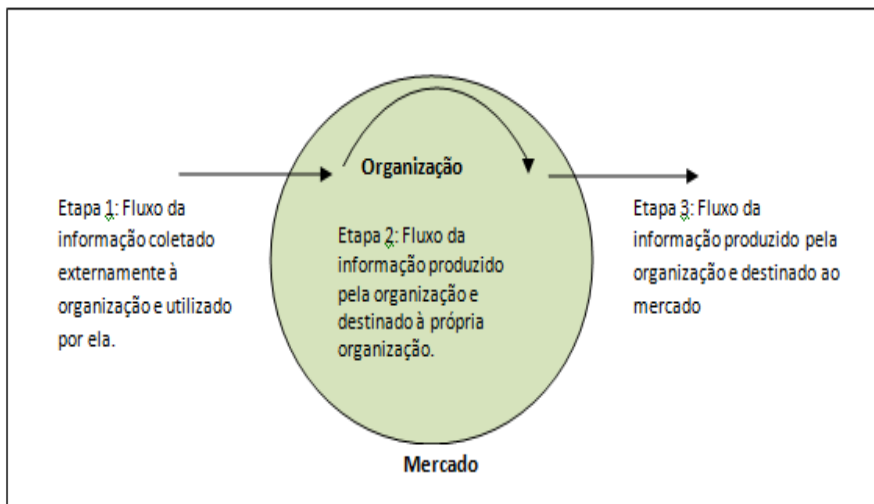 Organização
Etapa 1: Fluxo da
informação coletado
externamente à
organização e utilizado
por ela.
Etapa 2: Fluxo da
informação produzido
pela organização e
destinado à própria
organização.
Etapa 3: Fluxo da
informação produzido pela
organização e destinado ao
mercado
Mercado